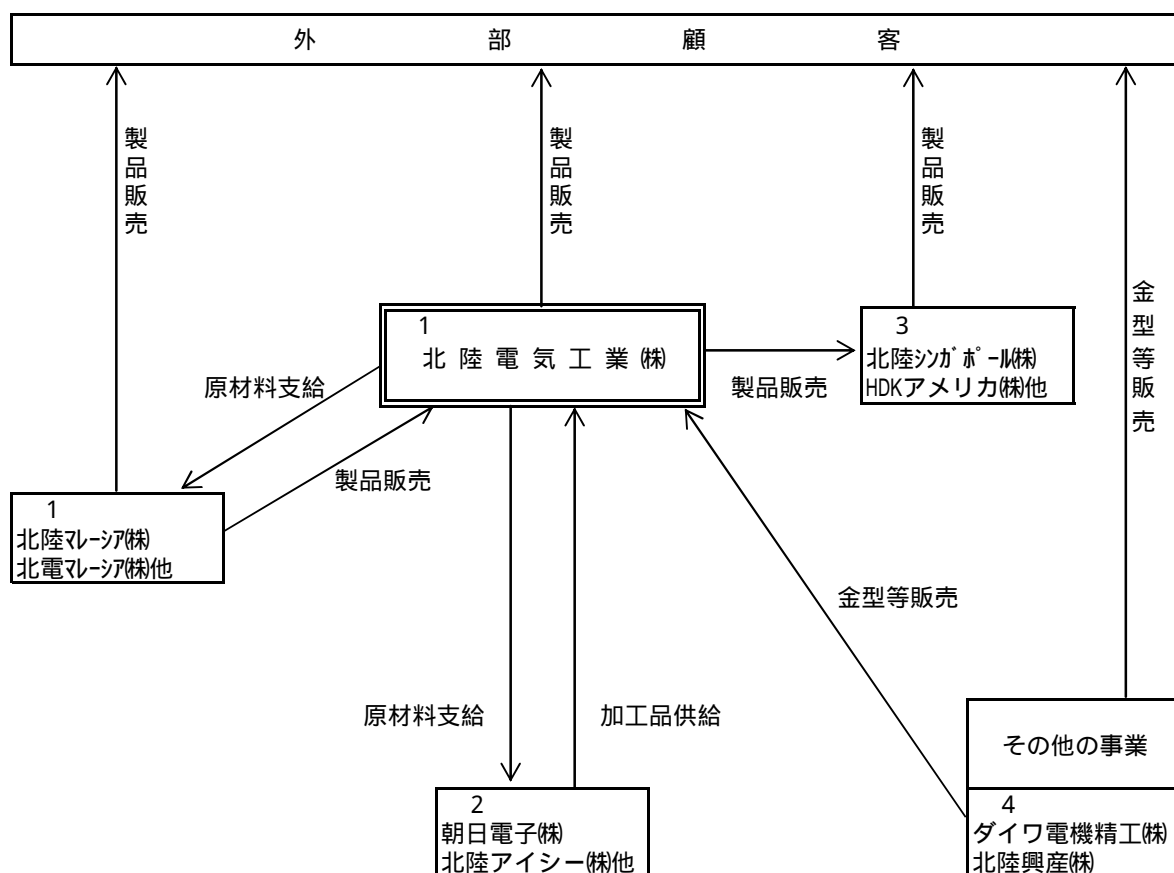 外部顧客
製品販売
製品販売
製品販売
金型等販売
1
北陸電気工業㈱
3
北陸ｼﾝｶﾞﾎﾟｰﾙ㈱
HDKアメリカ㈱他
原材料支給
製品販売
製品販売
1
北陸ﾏﾚｰｼｱ㈱
北電ﾏﾚｰｼｱ㈱他
金型等販売
原材料支給
加工品供給
その他の事業
2
朝日電子㈱
北陸アイシー㈱他
4
ダイワ電機精工㈱
北陸興産㈱